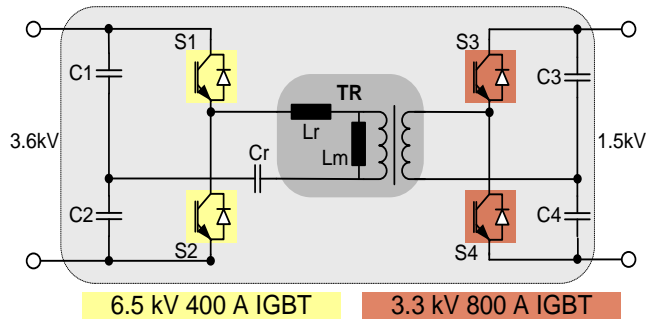 S1
S3
C1
TR
C3
3.6kV
Lr
Lm
1.5kV
Cr
C2
C4
S2
S4
6.5 kV 400 A IGBT
3.3 kV 800 A IGBT